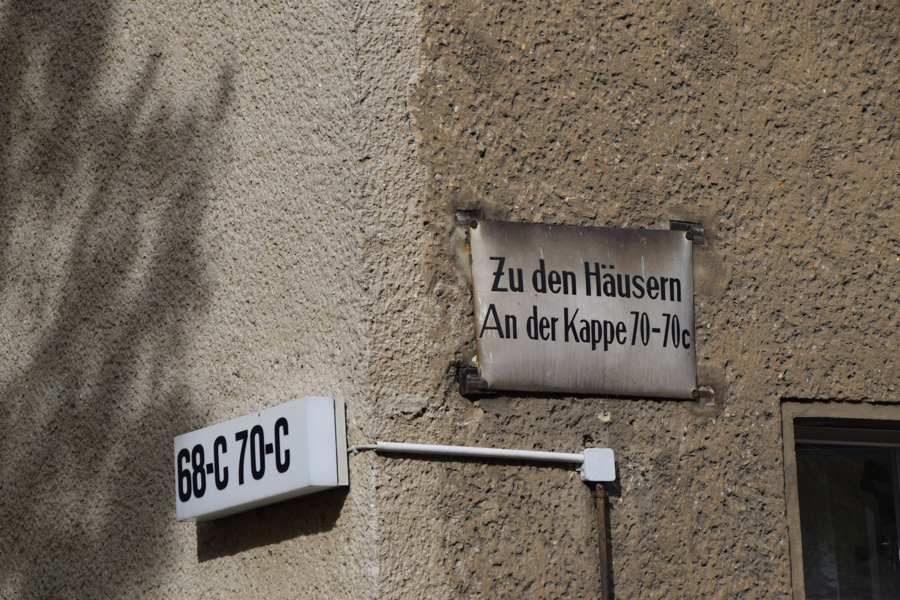 Zu den Häusern
An der Kappe 70-70c
68-C 70-C